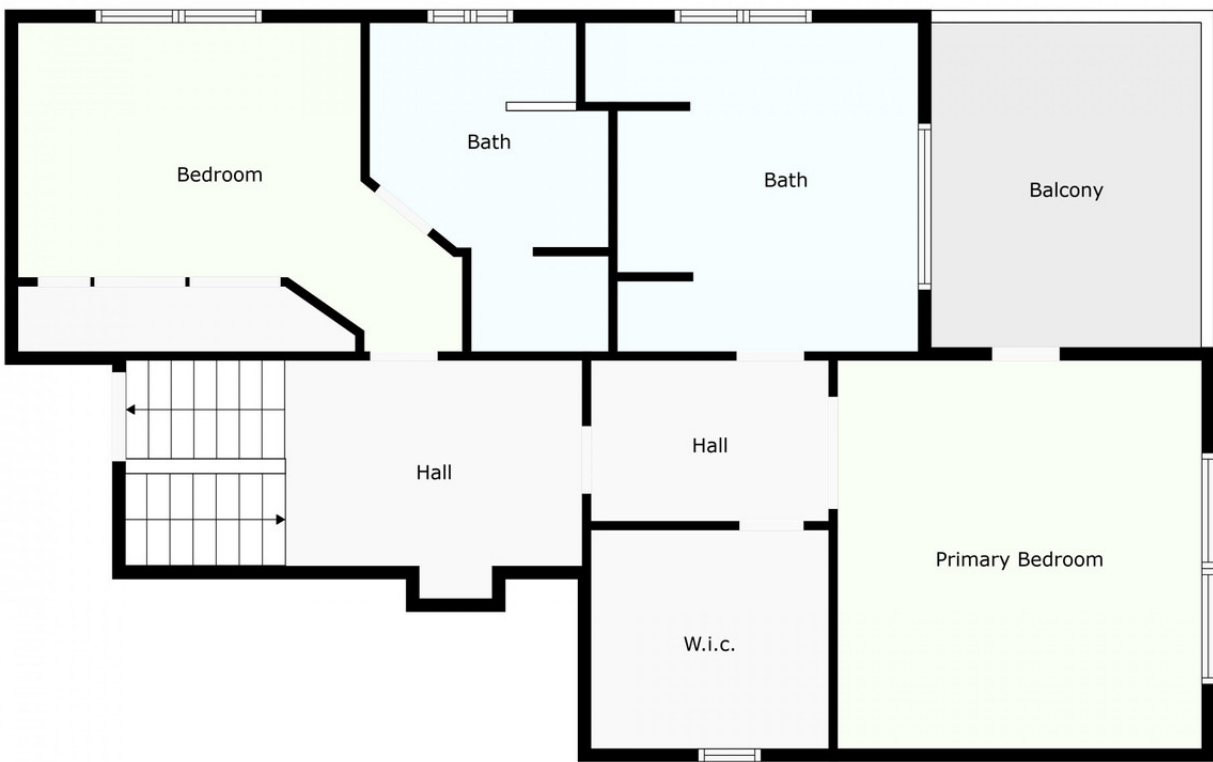 Bedroom
Bath
Bath
Balcony
Hall
Hall
Primary Bedroom
W.i.c.